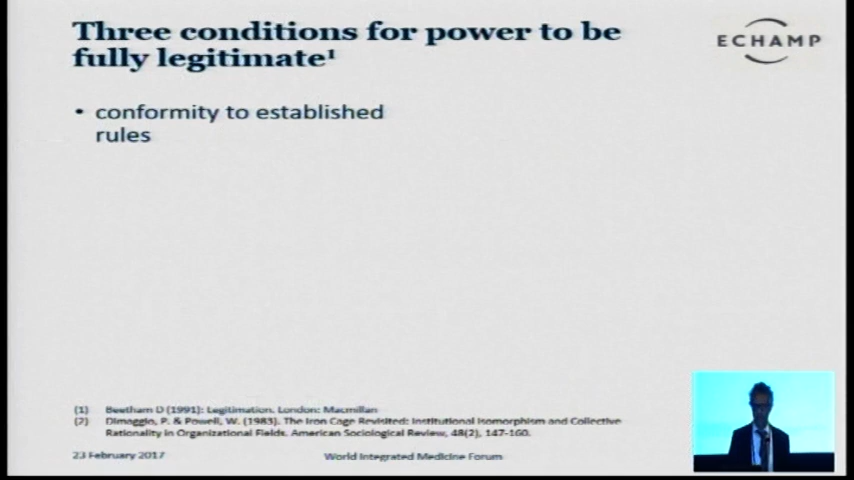 Three conditions for power to be
fully legitimate¹
ECHAMP
• conformity to established
rules
(1) Beetham D (1991): Legitimation. London: Macmillan
(2) Dimaggio, P. & Powell, W. (1983). The Iron Cage Revisited: Institutional Isomorphism and Collective
Rationality in Organizational Fields. American Sociological Review, 48(2), 147-160.
23 February 2017
World Integrated Medicine Forum